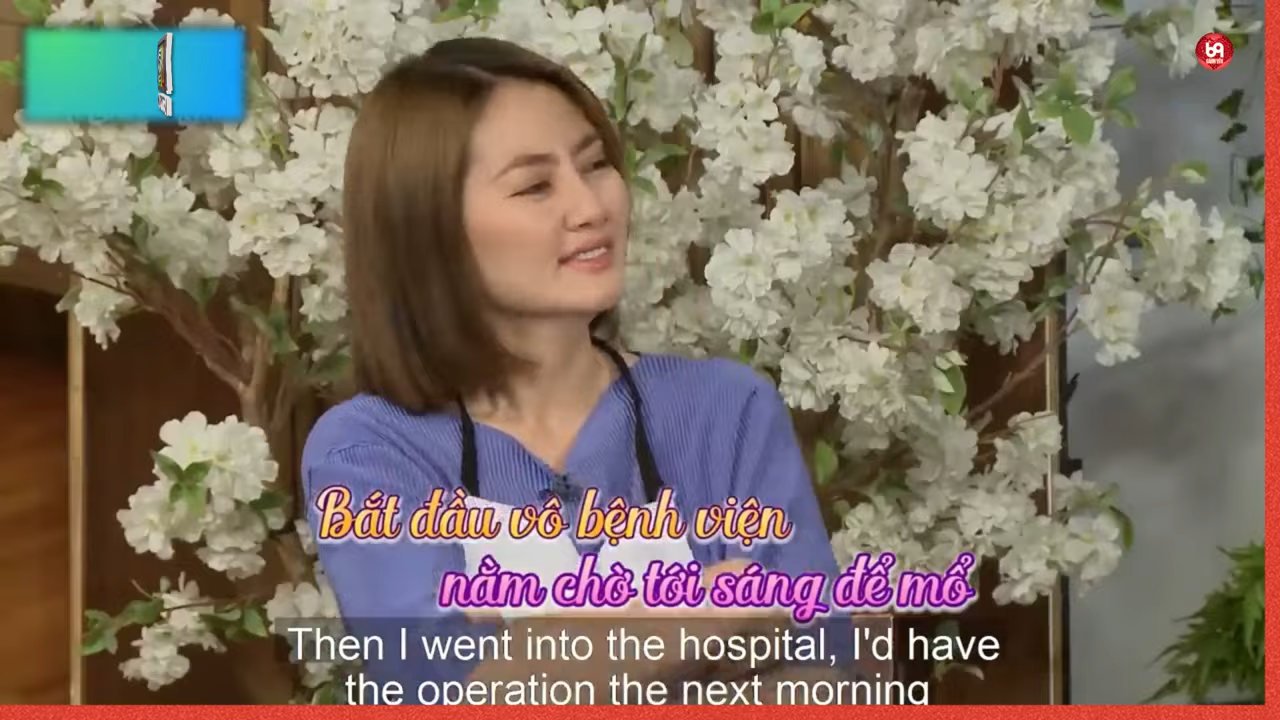 Bắt đầu vô bệnh viện
nằm chờ tới sáng để mổ
Then I went into the hospital, I'd have
the operation the next morning